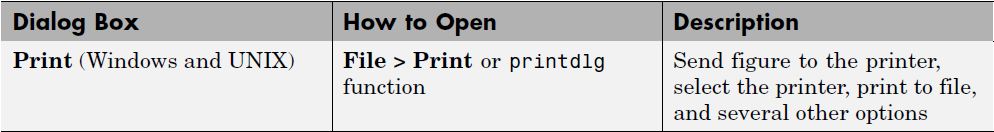 Dialog Box How to Open Description
Print (Windows and UNIX) File > Print or printdlg Send figure to the printer,
function select the printer, print to file,
and several other options